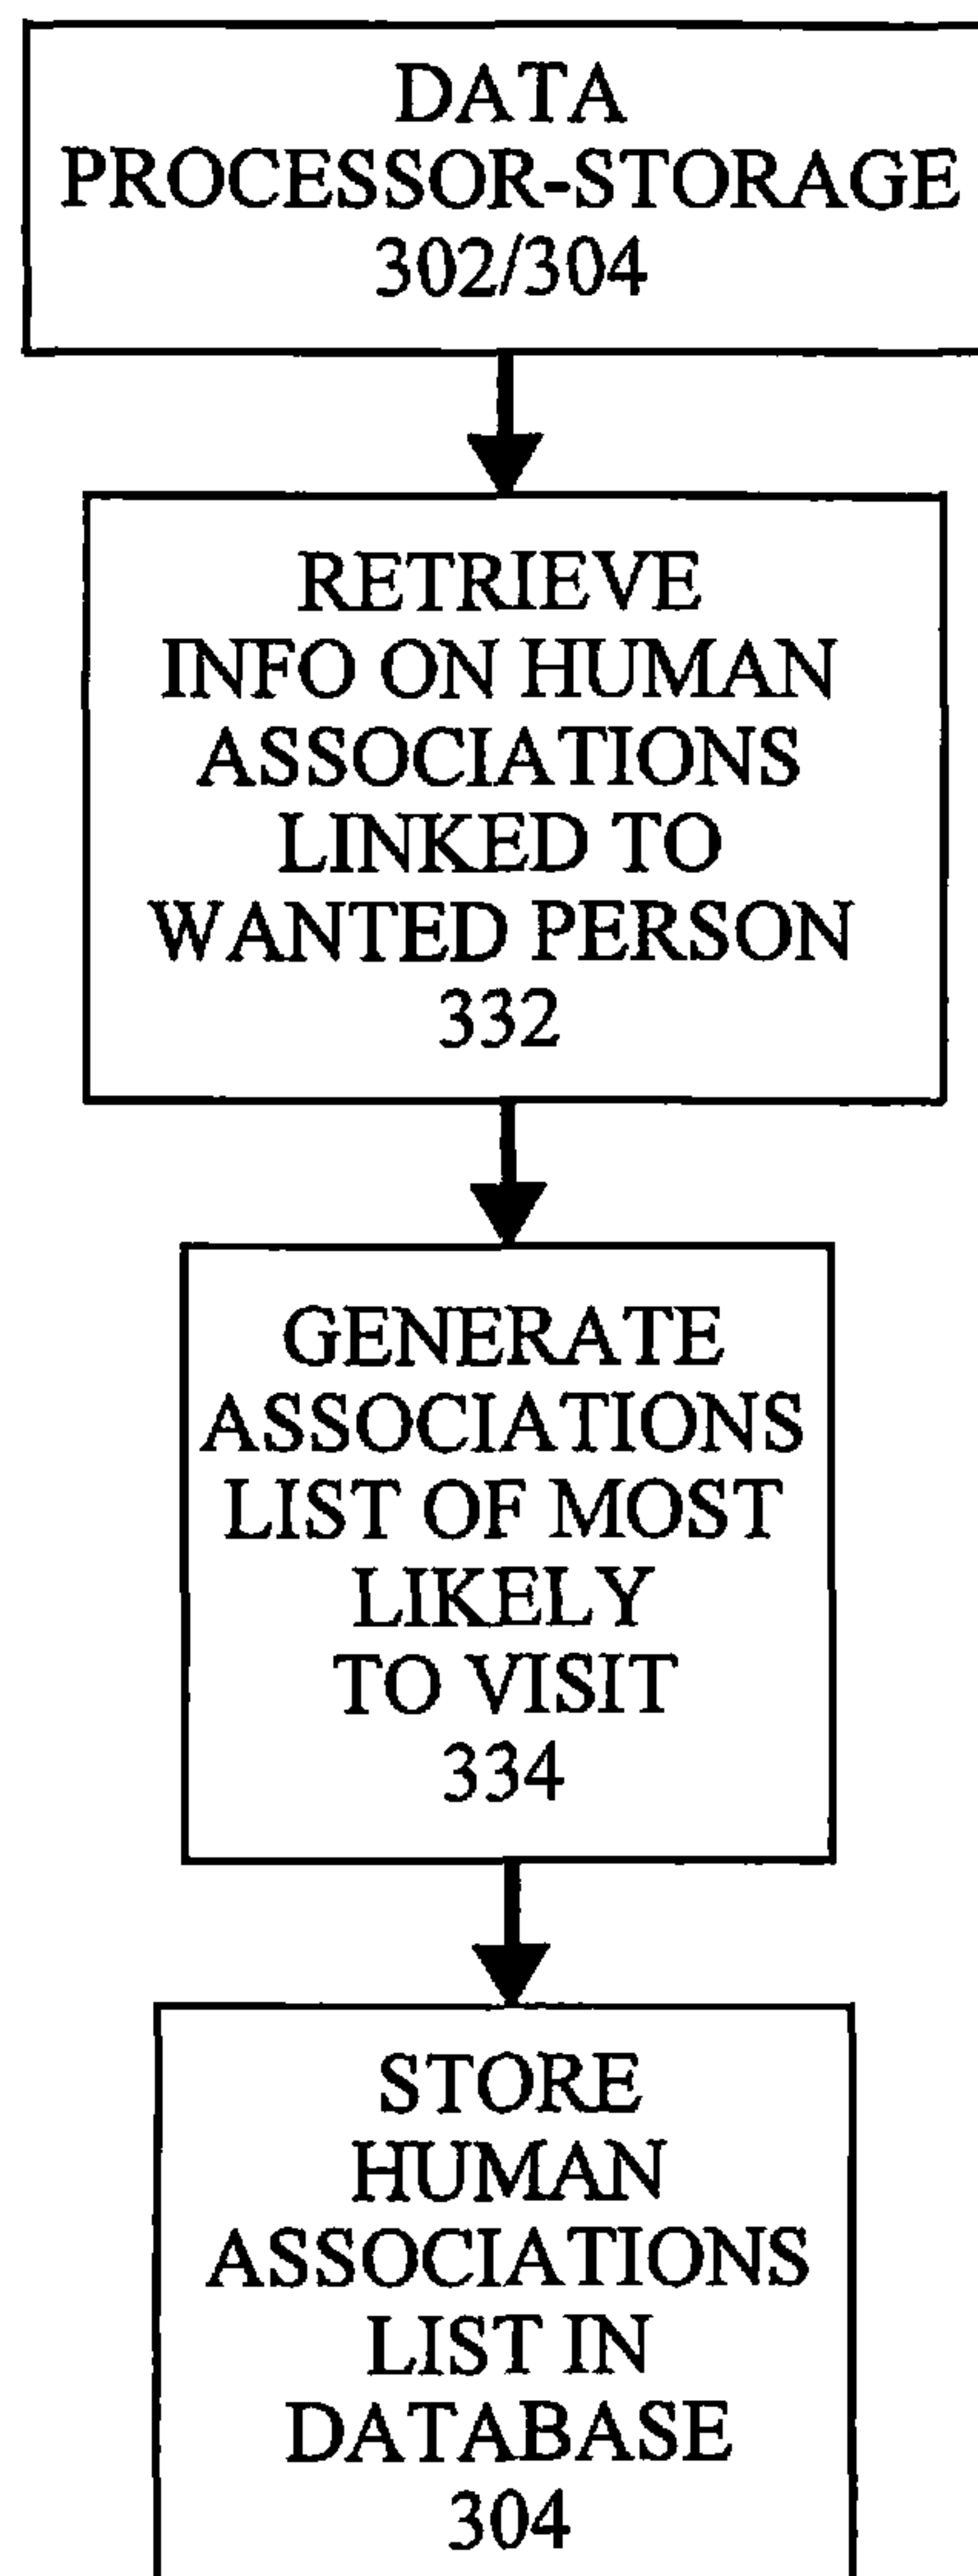 DATA
PROCESSOR-STORAGE
302/304
RETRIEVE
INFO ON HUMAN
ASSOCIATIONS
LINKED TO
WANTED PERSON
332
GENERATE
ASSOCIATIONS
LIST OF MOST
LIKELY
TO VISIT
334
STORE
HUMAN
ASSOCIATIONS
LIST IN
DATABASE
304